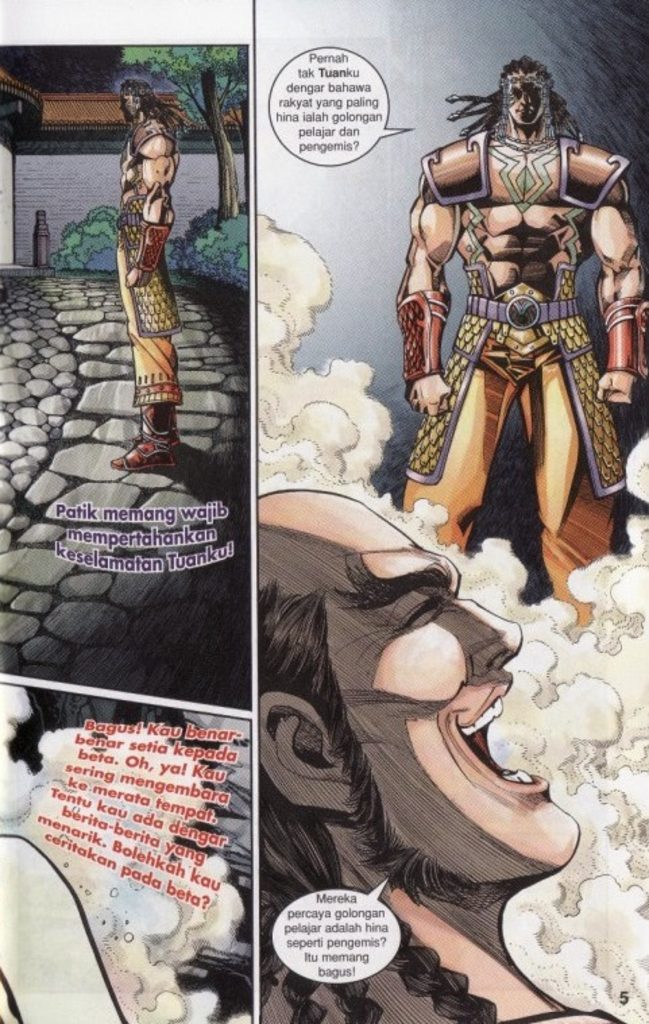 Patik memang wajib
mempertahankan
keselamatan Tuanku!
Bagus! Kau benar-
benar setia kepada
beta. Oh, ya! Kau
sering mengembara
ke merata tempat.
Tentu kau ada dengar
berita-berita yang
menarik. Bolehkah kau
ceritakan pada beta?
Pernah
tak Tuanku
dengar bahawa
rakyat yang paling
hina ialah golongan
pelajar dan
pengemis?
Mereka
percaya golongan
pelajar adalah hina
seperti pengemis?
Itu memang
bagus!
5